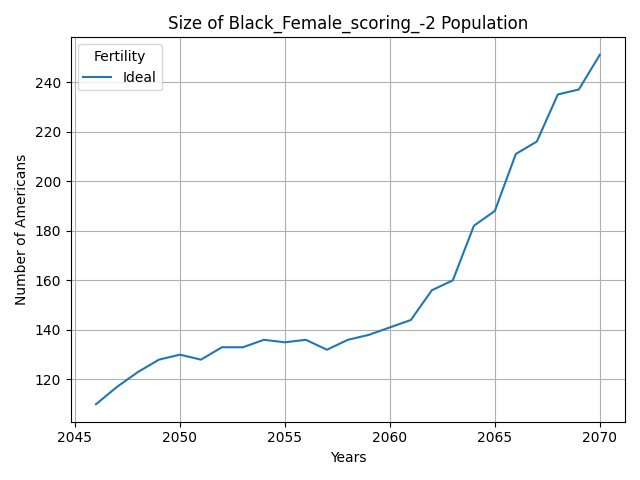 Size of Black_Female_scoring_-2 Population
Fertility
Ideal
Number of Americans
240
220
200
180
160
140
120
2045
2050
2055
2060
2065
2070
Years